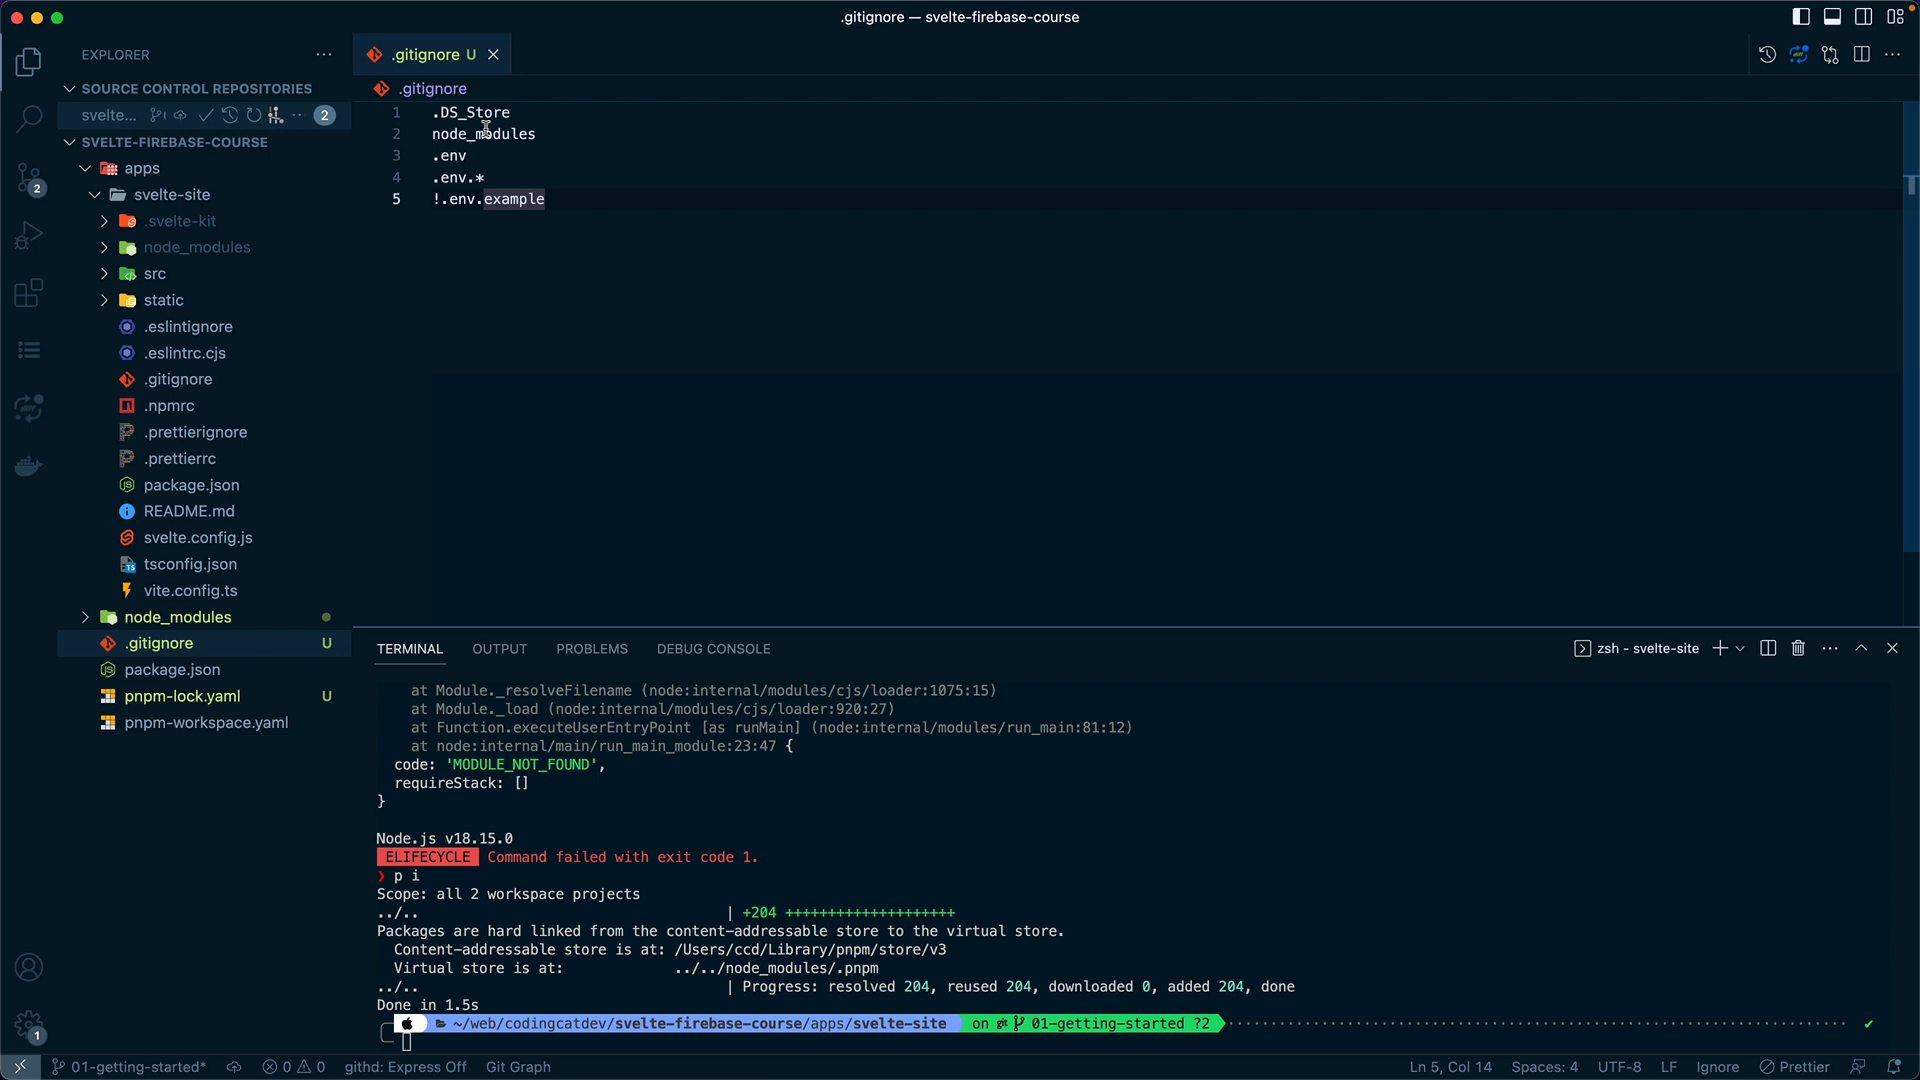 .gitignore — svelte-firebase-course
EXPLORER
SOURCE CONTROL REPOSITORIES
svelte...
2
SVELTE-FIREBASE-COURSE
apps
svelte-site
.svelte-kit
node_modules
src
static
.eslintignore
.eslintrc.cjs
.gitignore
.npmrc
.prettierignore
.prettierrc
package.json
README.md
svelte.config.js
tsconfig.json
vite.config.ts
node_modules
.gitignore U
package.json
pnpm-lock.yaml U
pnpm-workspace.yaml
2
1
.gitignore U
.gitignore
1 .DS_Store
2 node_modules
3 .env
4 .env.*
5 !.env.example
TERMINAL OUTPUT PROBLEMS DEBUG CONSOLE
zsh - svelte-site
at Module._resolveFilename (node:internal/modules/cjs/loader:1075:15)
at Module._load (node:internal/modules/cjs/loader:920:27)
at Function.executeUserEntryPoint [as runMain] (node:internal/modules/run_main:81:12)
at node:internal/main/run_main_module:23:47 {
code: 'MODULE_NOT_FOUND',
requireStack: []
}
Node.js v18.15.0
ELIFECYCLE Command failed with exit code 1.
❯ p i
Scope: all 2 workspace projects
../.. | +204 ++++++++++++++++++++
Packages are hard linked from the content-addressable store to the virtual store.
Content-addressable store is at: /Users/ccd/Library/pnpm/store/v3
Virtual store is at: ../../node_modules/.pnpm
../.. | Progress: resolved 204, reused 204, downloaded 0, added 204, done
Done in 1.5s
~/web/codingcatdev/svelte-firebase-course/apps/svelte-site on git 01-getting-started ?2
01-getting-started* 0 0 githd: Express Off Git Graph
Ln 5, Col 14 Spaces: 4 UTF-8 LF Ignore Prettier